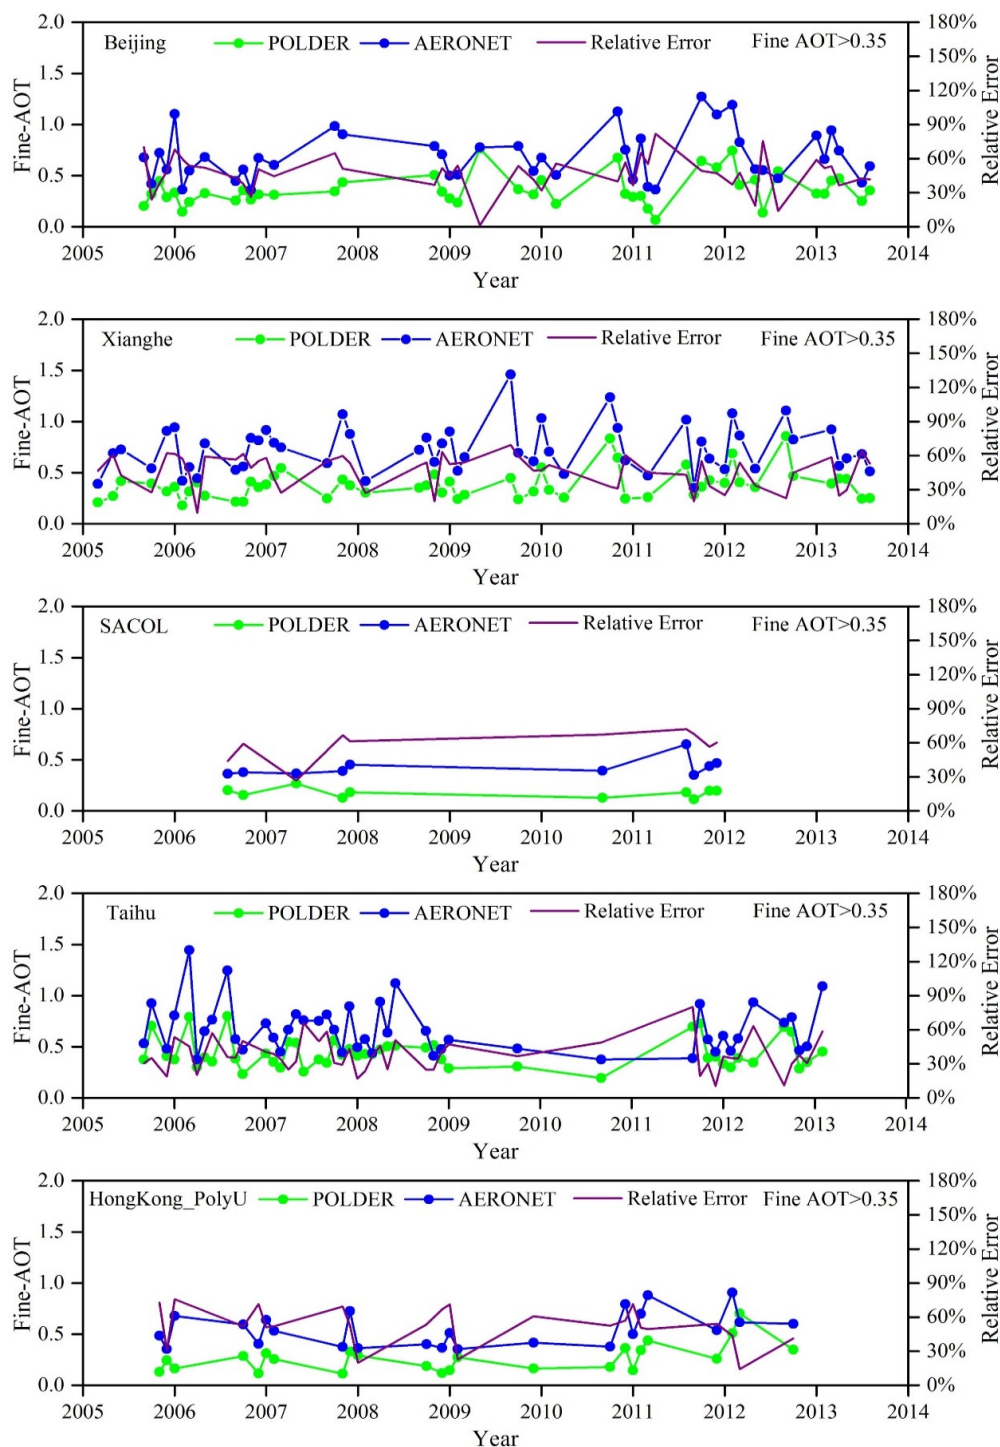 Beijing POLDER AERONET Relative Error Fine AOT>0.35
2.0 1.5 1.0 0.5 0.0
Fine-AOT
180% 150% 120% 90% 60% 30% 0%
Relative Error
2005 2006 2007 2008 2009 2010 2011 2012 2013 2014
Year
Xianghe POLDER AERONET Relative Error Fine AOT>0.35
2.0 1.5 1.0 0.5 0.0
Fine-AOT
180% 150% 120% 90% 60% 30% 0%
Relative Error
2005 2006 2007 2008 2009 2010 2011 2012 2013 2014
Year
SACOL POLDER AERONET Relative Error Fine AOT>0.35
2.0 1.5 1.0 0.5 0.0
Fine-AOT
180% 150% 120% 90% 60% 30% 0%
Relative Error
2005 2006 2007 2008 2009 2010 2011 2012 2013 2014
Year
Taihu POLDER AERONET Relative Error Fine AOT>0.35
2.0 1.5 1.0 0.5 0.0
Fine-AOT
180% 150% 120% 90% 60% 30% 0%
Relative Error
2005 2006 2007 2008 2009 2010 2011 2012 2013 2014
Year
HongKong_PolyU POLDER AERONET Relative Error Fine AOT>0.35
2.0 1.5 1.0 0.5 0.0
Fine-AOT
180% 150% 120% 90% 60% 30% 0%
Relative Error
2005 2006 2007 2008 2009 2010 2011 2012 2013 2014
Year